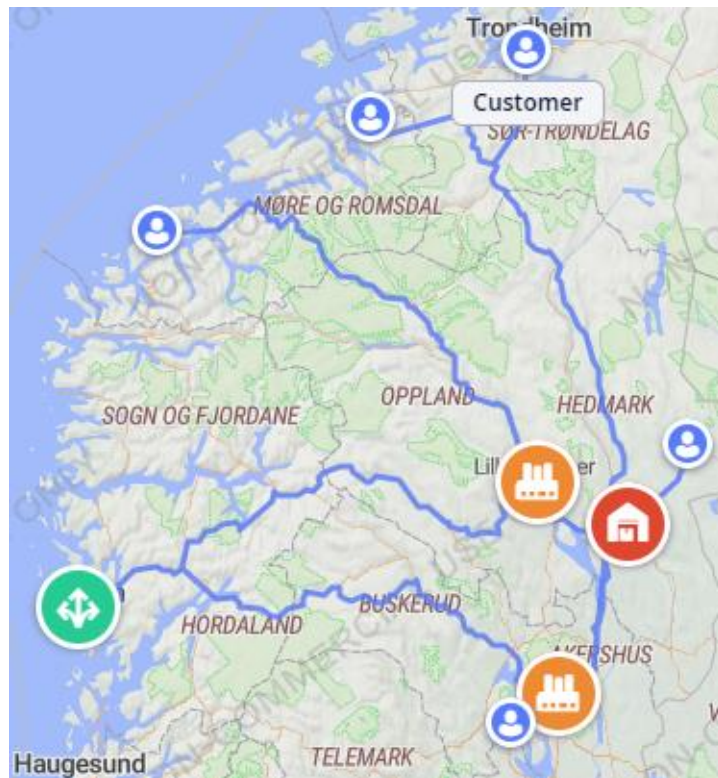 Trondheim
Customer
SØR-TRØNDELAG
MØRE OG ROMSDAL
OPPLAND
HEDMARK
SOGN OG FJORDANE
BUSKERUD
HORDALAND
AKERSHUS
TELEMARK
Haugesund